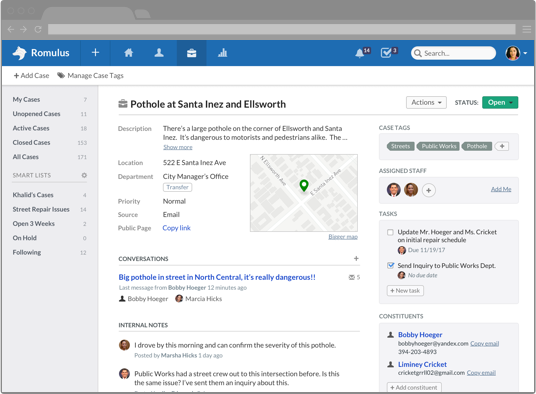 Romulus
14
3
Search...
+ Add Case
Manage Case Tags
My Cases 7
Unopened Cases 11
Active Cases 18
Closed Cases 153
All Cases 171
SMART LISTS
Khalid's Cases 4
Street Repair Issues 14
Open 3 Weeks 2
On Hold 0
Following 12
Pothole at Santa Inez and Ellsworth
Actions
STATUS:
Open
Description There's a large pothole on the corner of Ellsworth and Santa
Inez. It's dangerous to motorists and pedestrians alike. The ...
Show more
Location 522 E Santa Inez Ave
Department City Manager's Office
Transfer
Priority Normal
Source Email
Public Page Copy link
N Ellsworth Ave
E Santa Inez Ave
Bigger map
CONVERSATIONS +
Big pothole in street in North Central, it's really dangerous!! 5
Last message from Bobby Hoeger 12 minutes ago
Bobby Hoeger Marcia Hicks
INTERNAL NOTES
I drove by this morning and can confirm the severity of this pothole.
Posted by Marsha Hicks 1 day ago
Public Works had a street crew out to this intersection before. Is this
the same issue? I've sent them an inquiry about this.
CASE TAGS
Streets
Public Works
Pothole
+
ASSIGNED STAFF
+
Add Me
TASKS
Update Mr. Hoeger and Ms. Cricket
on initial repair schedule
Due 11/19/17
Send Inquiry to Public Works Dept.
No due date
+ New task
CONSTITUENTS
Bobby Hoeger
bobbyhoeger@yandex.com Copy email
394-203-4893
Liminey Cricket
cricketgrrll02@gmail.com Copy email
+ Add constituent